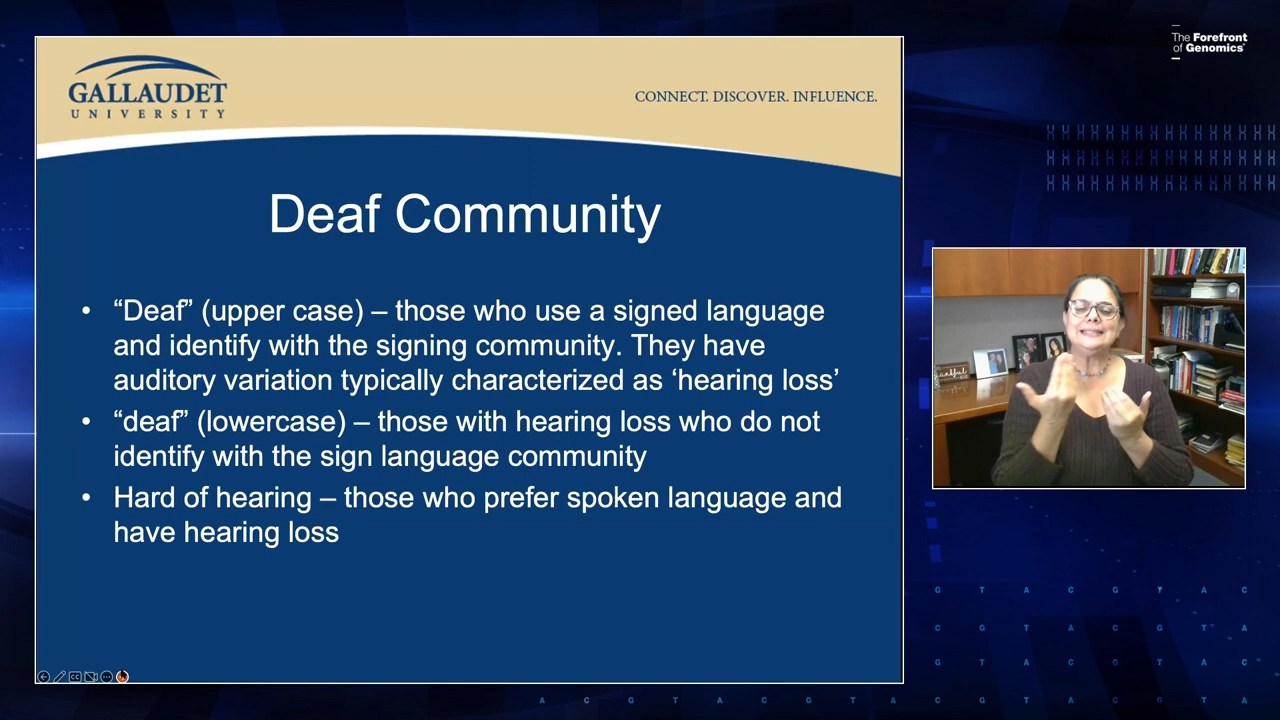 The Forefront
of Genomics®
GALLAUDET
UNIVERSITY
CONNECT. DISCOVER. INFLUENCE.
Deaf Community
• “Deaf” (upper case) – those who use a signed language
and identify with the signing community. They have
auditory variation typically characterized as ‘hearing loss’
• “deaf” (lowercase) – those with hearing loss who do not
identify with the sign language community
• Hard of hearing – those who prefer spoken language and
have hearing loss
G T A C G T A C
C G T A C G T A
G T A C G T A C
A C G T A C G T A C G T A C G T A